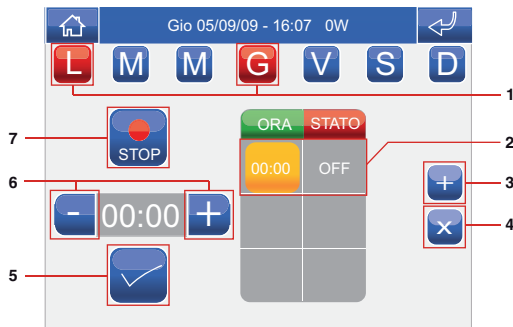 Gio 05/09/09 - 16:07 0W
L M M G V S D
1
7
STOP
ORA STATO
2
00:00 OFF
6
- 00:00 +
+
3
x
4
5